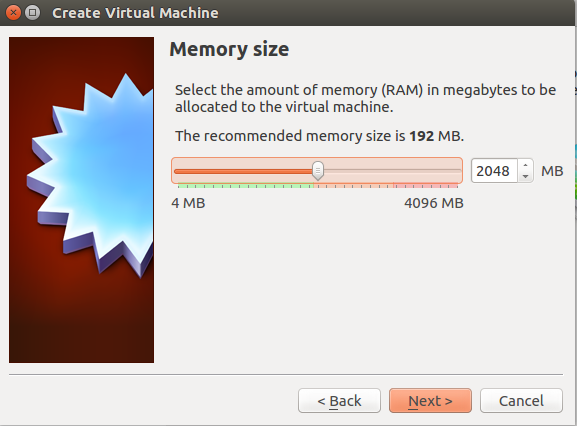 Create Virtual Machine
Memory size
Select the amount of memory (RAM) in megabytes to be
allocated to the virtual machine.
The recommended memory size is 192 MB.
2048 MB
4 MB 4096 MB
< Back Next > Cancel